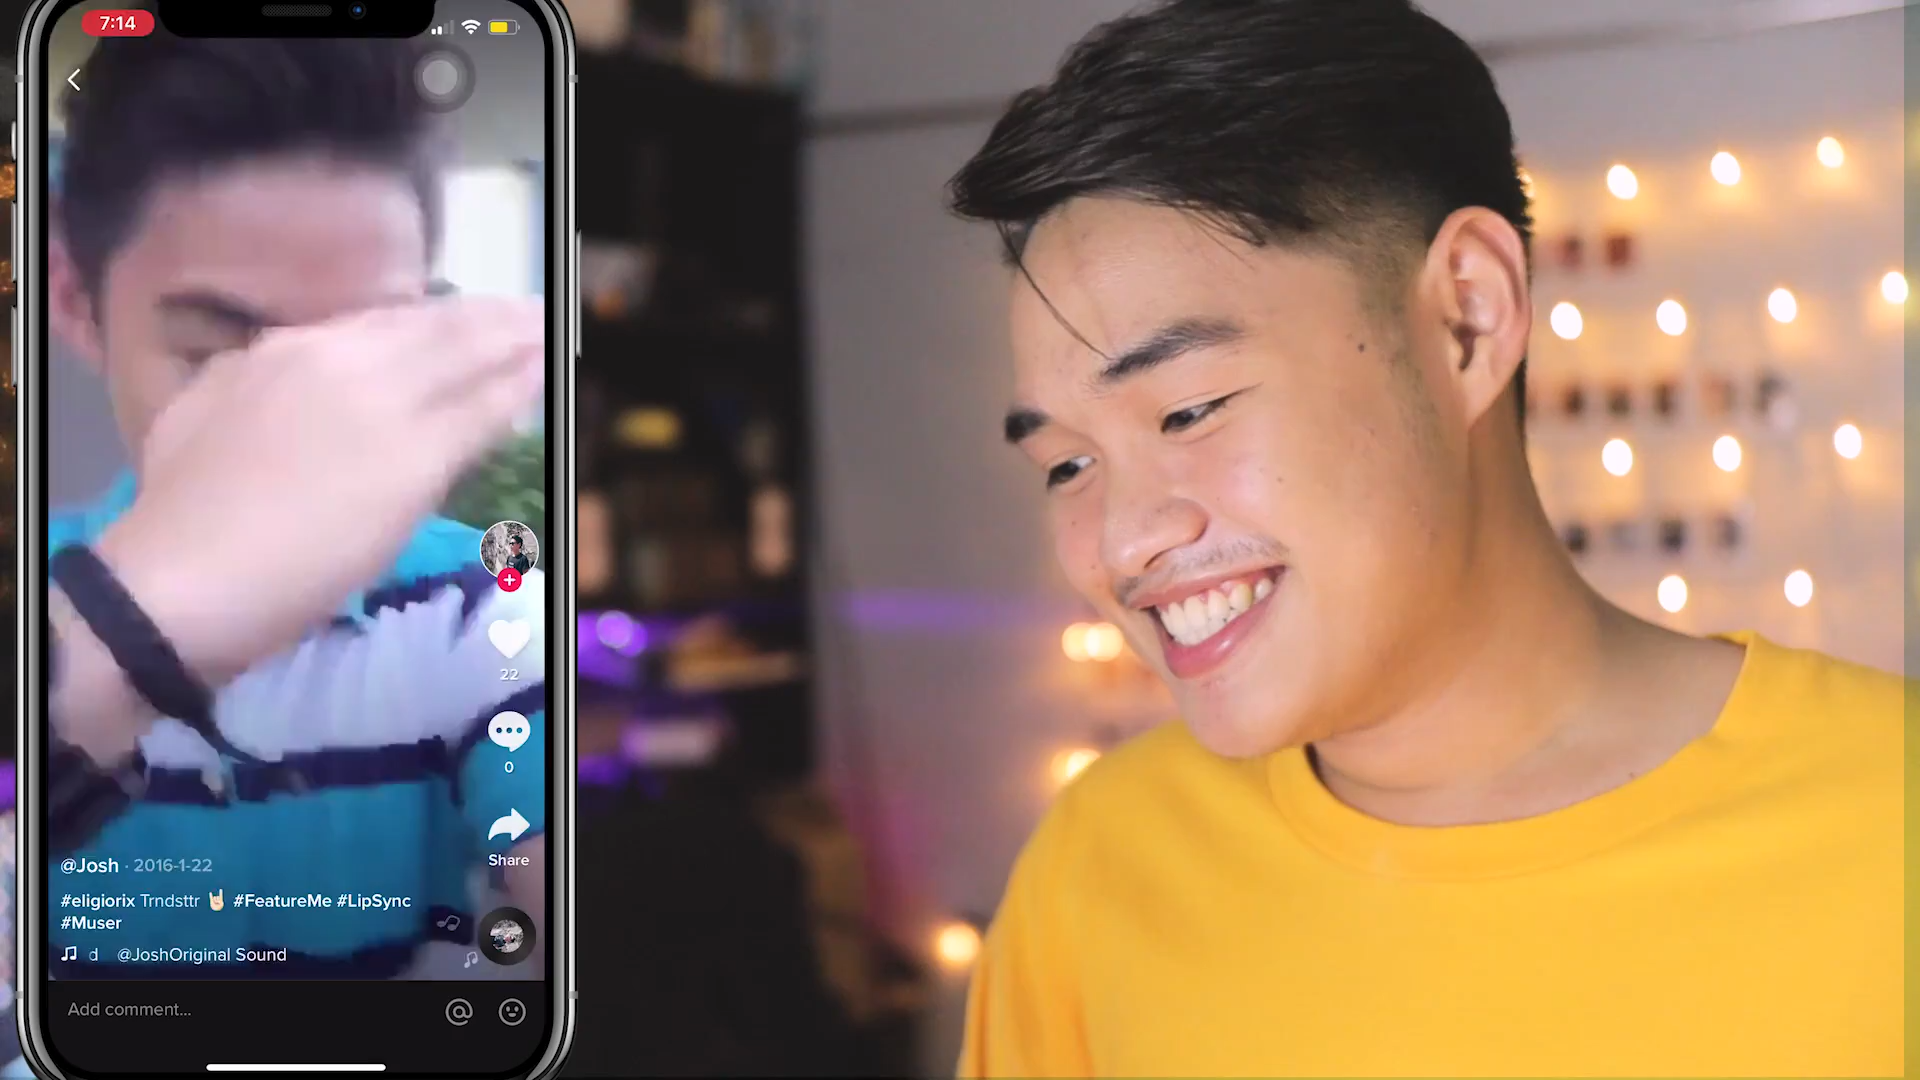 7:14
22
0
Share
@Josh · 2016-1-22
#eligiorix Trndsttr 🤘🏻 #FeatureMe #LipSync
#Muser
d @JoshOriginal Sound
Add comment...